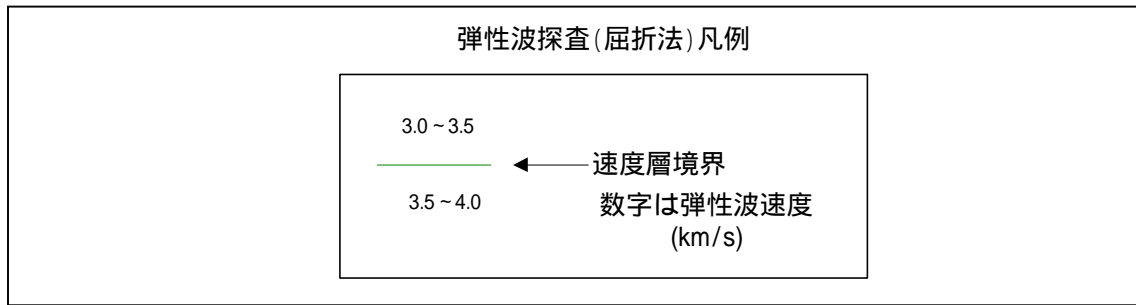 弾性波探査(屈折法)凡例
3.0~3.5
速度層境界
3.5~4.0
数字は弾性波速度
(km/s)